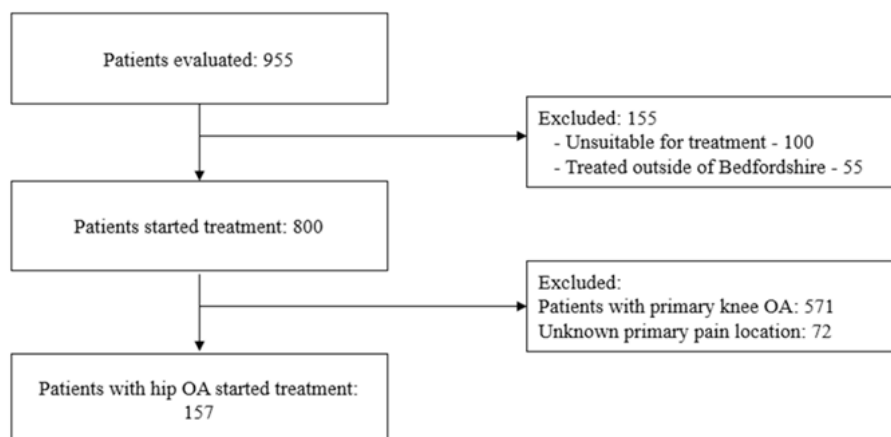 Patients evaluated: 955
Excluded: 155
- Unsuitable for treatment - 100
- Treated outside of Bedfordshire - 55
Patients started treatment: 800
Excluded:
Patients with primary knee OA: 571
Unknown primary pain location: 72
Patients with hip OA started treatment:
157